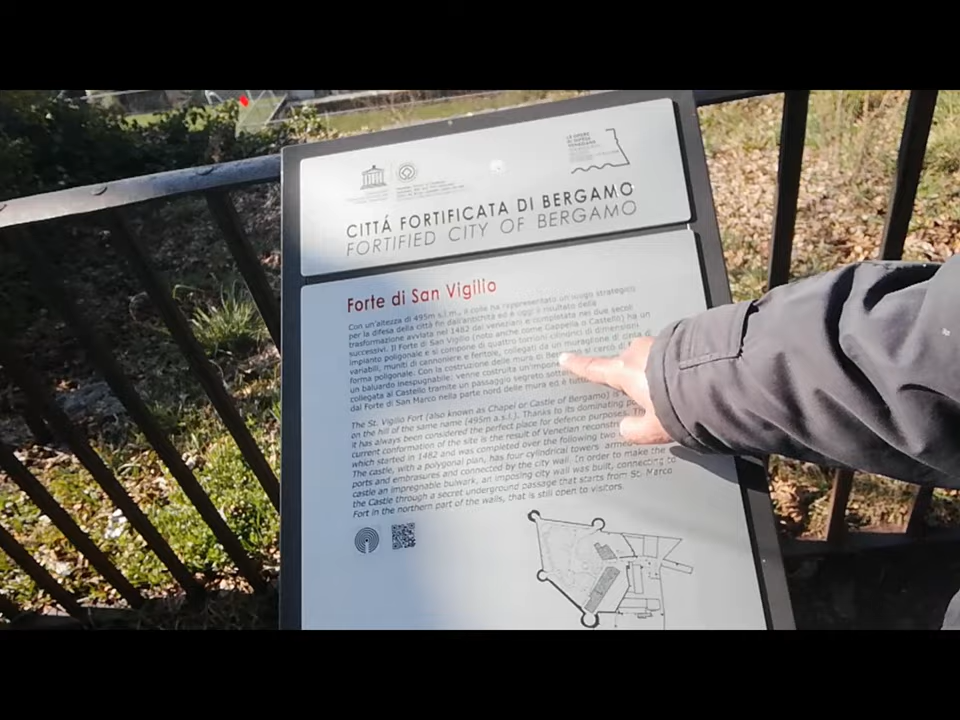 CITTÁ FORTIFICATA DI BERGAMO
FORTIFIED CITY OF BERGAMO
Forte di San Vigilio
Con un'altezza di 495m s.l.m., il colle ha rappresentato un luogo strategico
per la difesa della città fin dall'antichità ed è oggi il risultato della
trasformazione avviata nel 1482 dai veneziani e completata nei due secoli
successivi. Il Forte di San Vigilio (noto anche come Cappella o Castello) ha un
impianto poligonale e si compone di quattro torrioni cilindrici di dimensioni
variabili, muniti di cannoniere e feritoie, collegati da un muraglione di cinta di
forma poligonale. Con la costruzione delle mura di si cercò di
un baluardo inespugnabile: venne costruita un'imponente
collegata al Castello tramite un passaggio segreto
dal Forte di San Marco nella parte nord delle mura ed è
The St. Vigilio Fort (also known as Chapel or Castle of Bergamo) is
on the hill of the same name (495m a.s.l.). Thanks to its dominating
it has always been considered the perfect place for defence purposes. The
current conformation of the site is the result of Venetian
which started in 1482 and was completed over the following two
The castle, with a polygonal plan, has four cylindrical towers armed
ports and embrasures and connected by the city wall. In order to make the
castle an impregnable bulwark, an imposing city wall was built, connecting to
the Castle through a secret underground passage that starts from St. Marco
Fort in the northern part of the walls, that is still open to visitors.